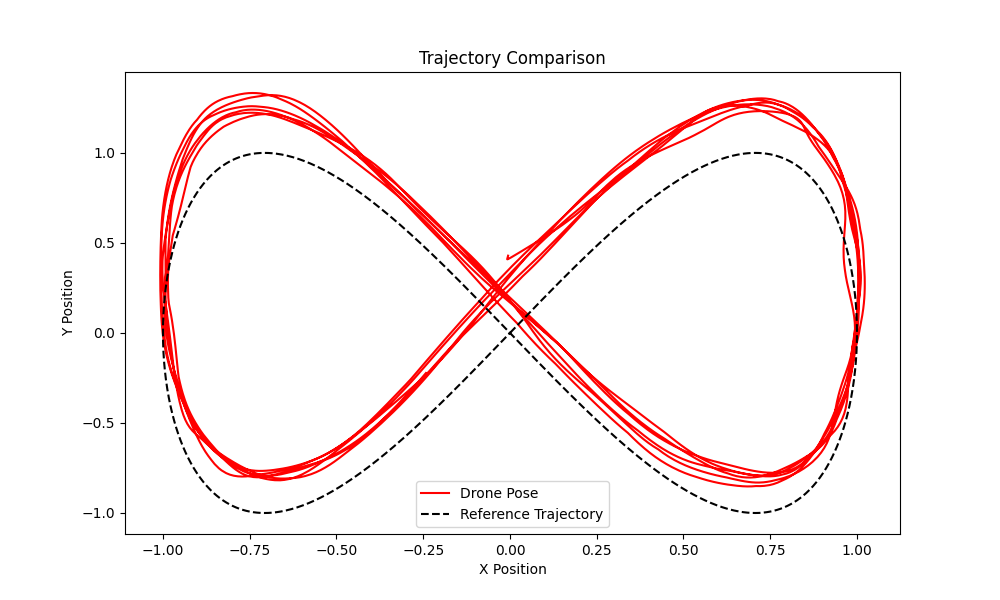 Trajectory Comparison
Y Position
1.0
0.5
0.0
−0.5
−1.0
Drone Pose
Reference Trajectory
−1.00 −0.75 −0.50 −0.25 0.00 0.25 0.50 0.75 1.00
X Position